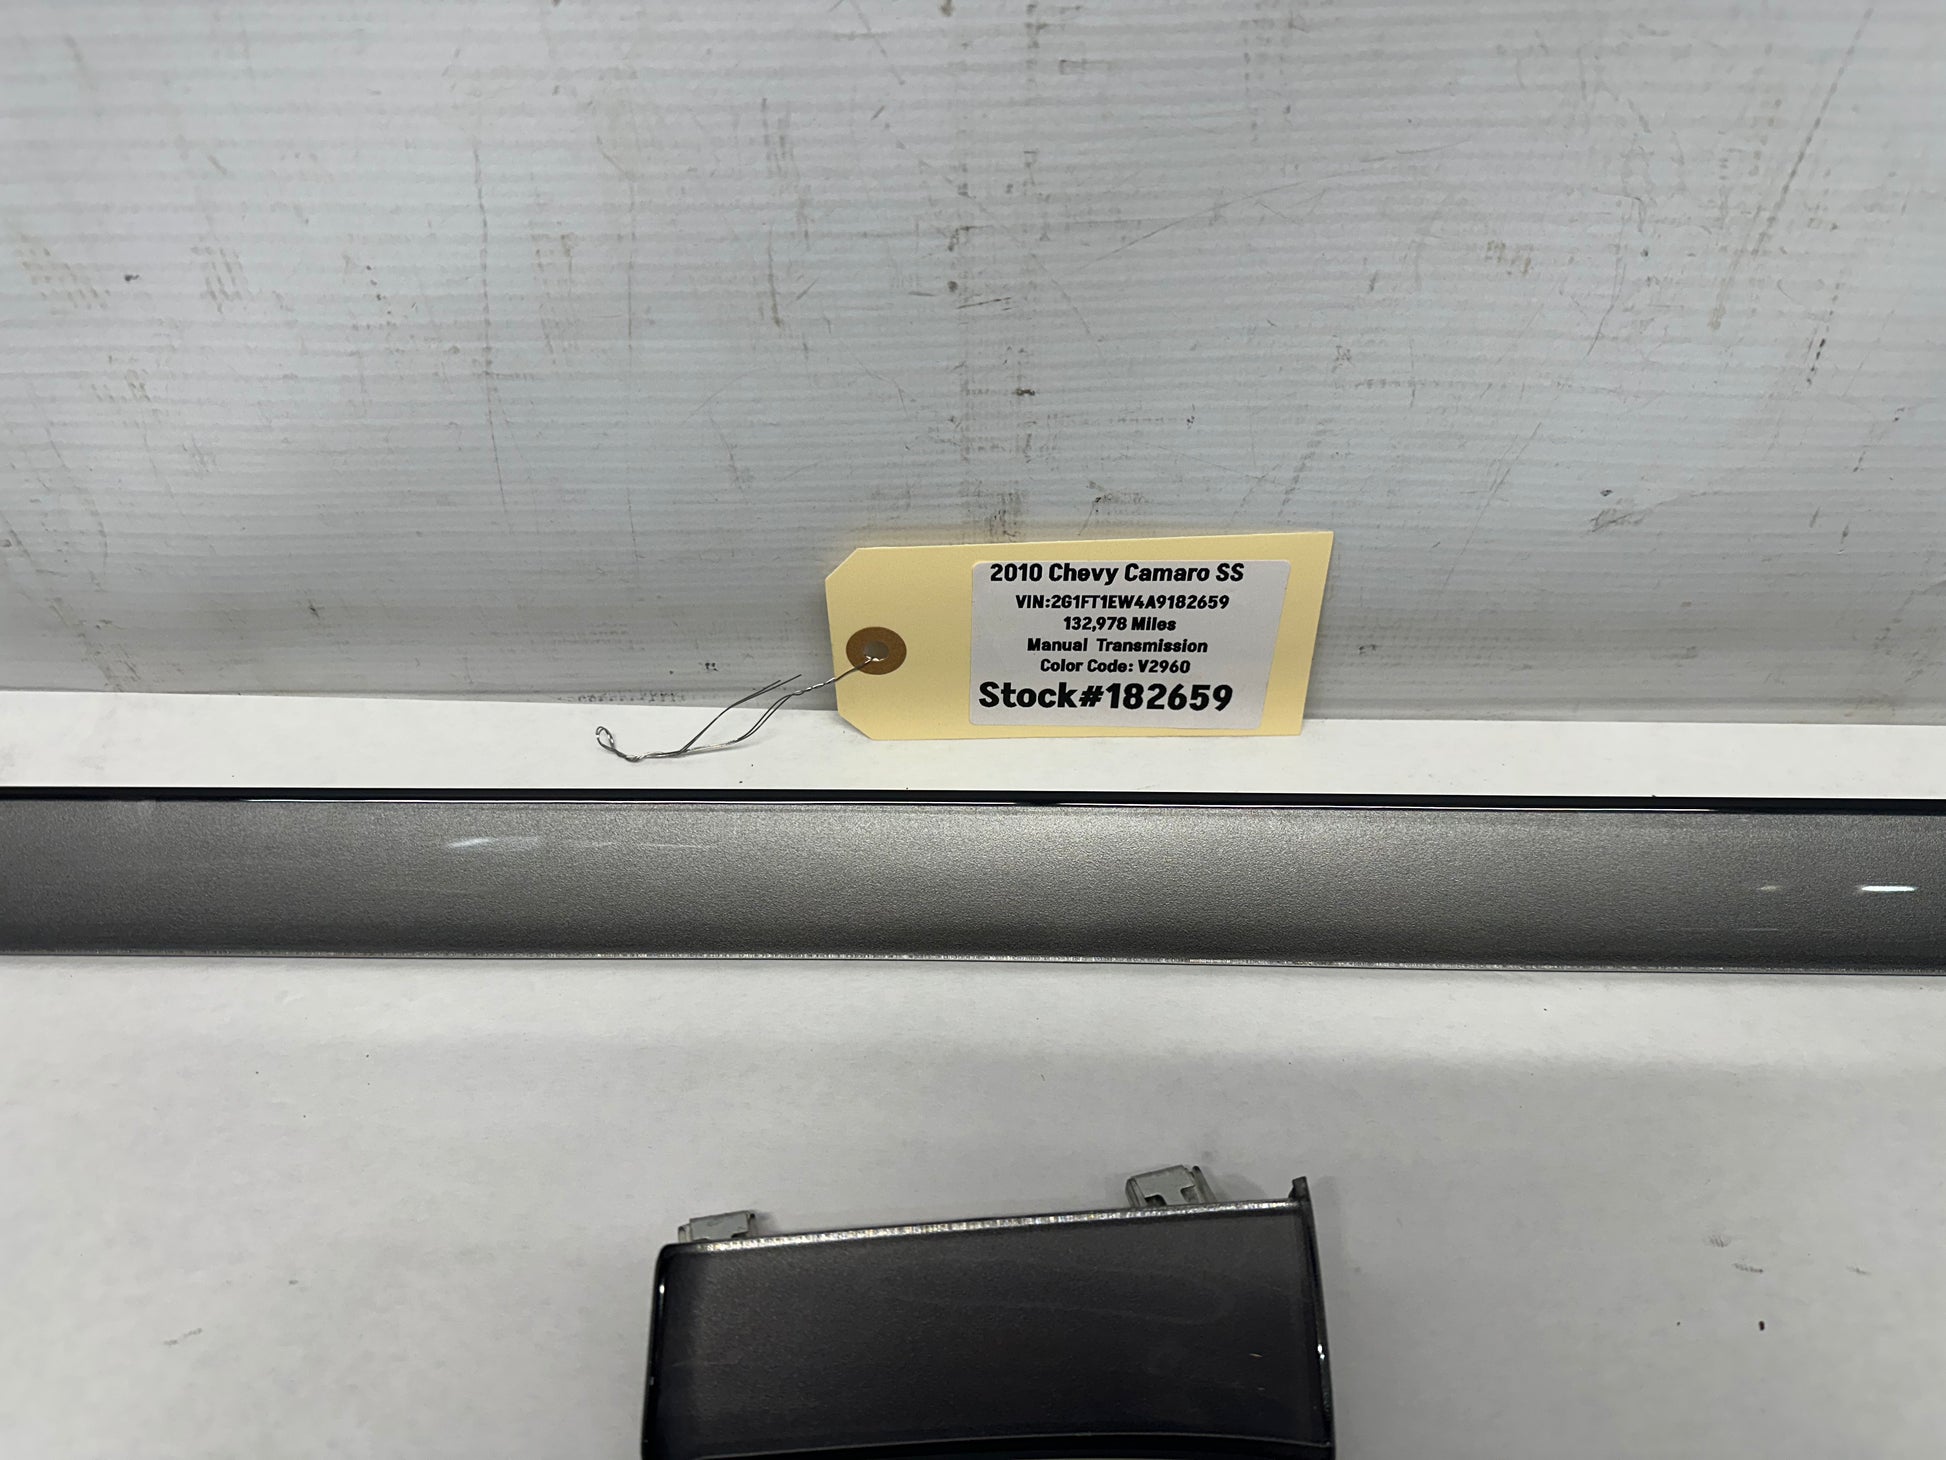 2010 Chevy Camaro SS
VIN:2G1FT1EW4A9182659
132,978 Miles
Manual Transmission
Color Code: V2960
Stock#182659